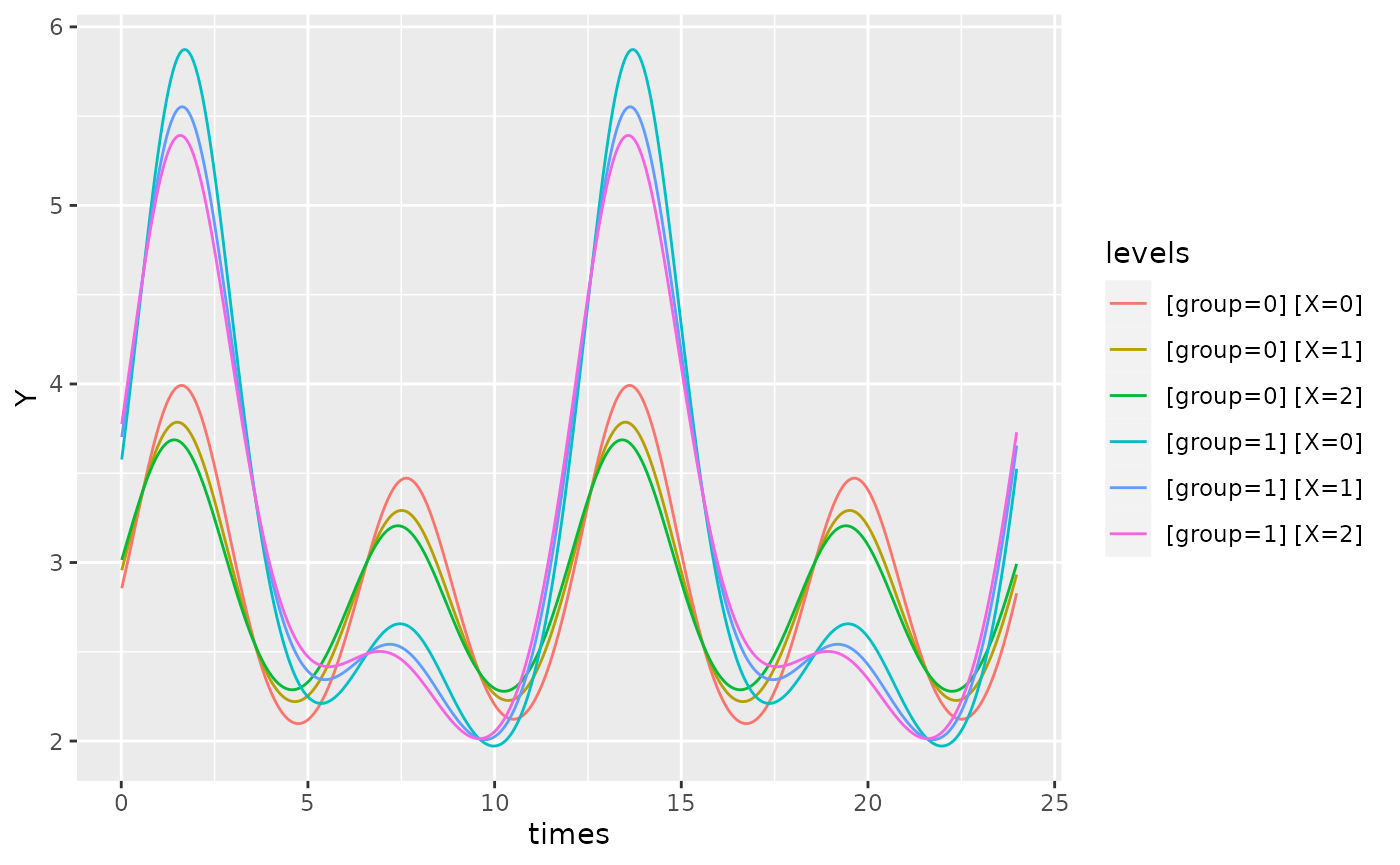 6
5
4
3
2
Y
0
5
10
15
20
25
times
levels
[group=0] [X=0]
[group=0] [X=1]
[group=0] [X=2]
[group=1] [X=0]
[group=1] [X=1]
[group=1] [X=2]